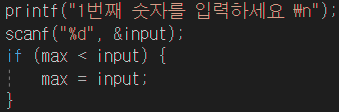 printf("1번째 숫자를 입력하세요 ₩n");
scanf("%d", &input);
if (max < input) {
    max = input;
}